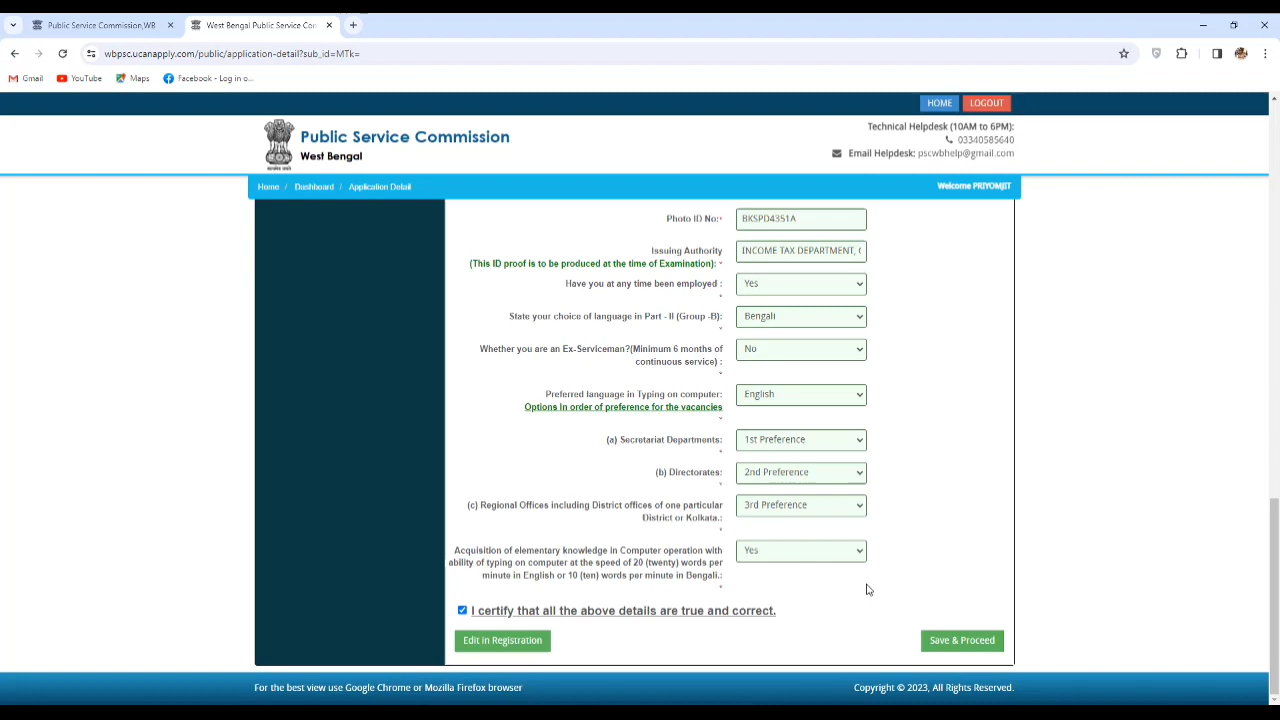 Public Service Commission,WB
West Bengal Public Service Co
wbpsc.ucanapply.com/public/application-detail?sub_id=MTk=
Gmail YouTube Maps Facebook - Log in o...
HOME LOGOUT
Public Service Commission
West Bengal
Technical Helpdesk (10AM to 6PM):
03340585640
Email Helpdesk: pscwbhelp@gmail.com
Home / Dashboard / Application Detail Welcome PRIYOMJIT
Photo ID No:* BKSPD4351A
Issuing Authority INCOME TAX DEPARTMENT,
(This ID proof is to be produced at the time of Examination): *
Have you at any time been employed : Yes
*
State your choice of language in Part - II (Group -B): Bengali
*
Whether you are an Ex-Serviceman?(Minimum 6 months of No
continuous service) :
*
Preferred language in Typing on computer: English
Options in order of preference for the vacancies
*
(a) Secretariat Departments: 1st Preference
*
(b) Directorates: 2nd Preference
*
(c) Regional Offices including District offices of one particular 3rd Preference
District or Kolkata.:
*
Acquisition of elementary knowledge in Computer operation with Yes
ability of typing on computer at the speed of 20 (twenty) words per
minute in English or 10 (ten) words per minute in Bengali.:
*
I certify that all the above details are true and correct.
Edit in Registration Save & Proceed
For the best view use Google Chrome or Mozilla Firefox browser Copyright © 2023, All Rights Reserved.